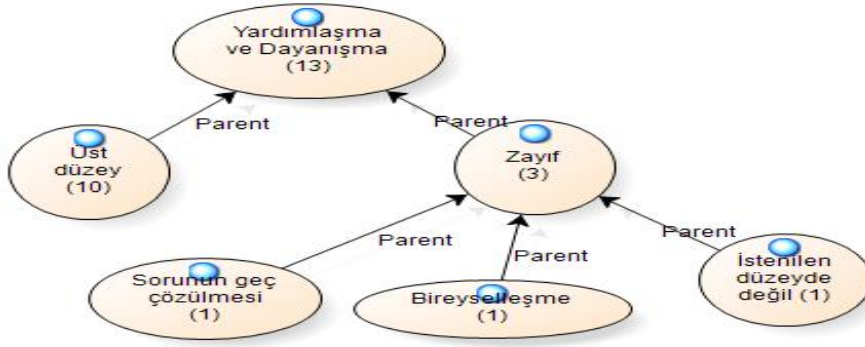 Yardımlaşma
ve Dayanışma
(13)
Parent
Parent
Üst
düzey
(10)
Zayıf
(3)
Parent
Parent
Parent
Sorunun geç
çözülmesi
(1)
Bireyselleşme
(1)
İstenilen
düzeyde
değil (1)